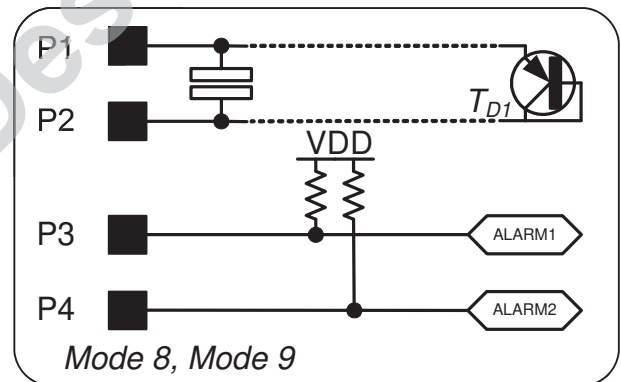 P1
P2
T_D1
VDD
P3
ALARM1
P4
ALARM2
Mode 8, Mode 9